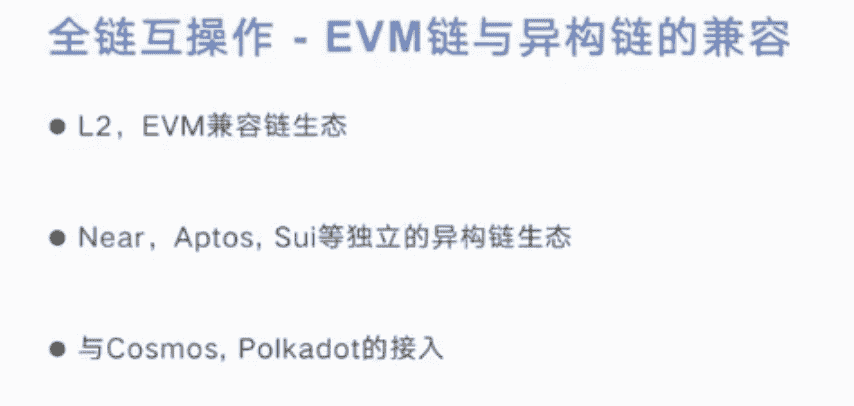 全链互操作 - EVM链与异构链的兼容
● L2，EVM兼容链生态
● Near，Aptos, Sui等独立的异构链生态
● 与Cosmos, Polkadot的接入